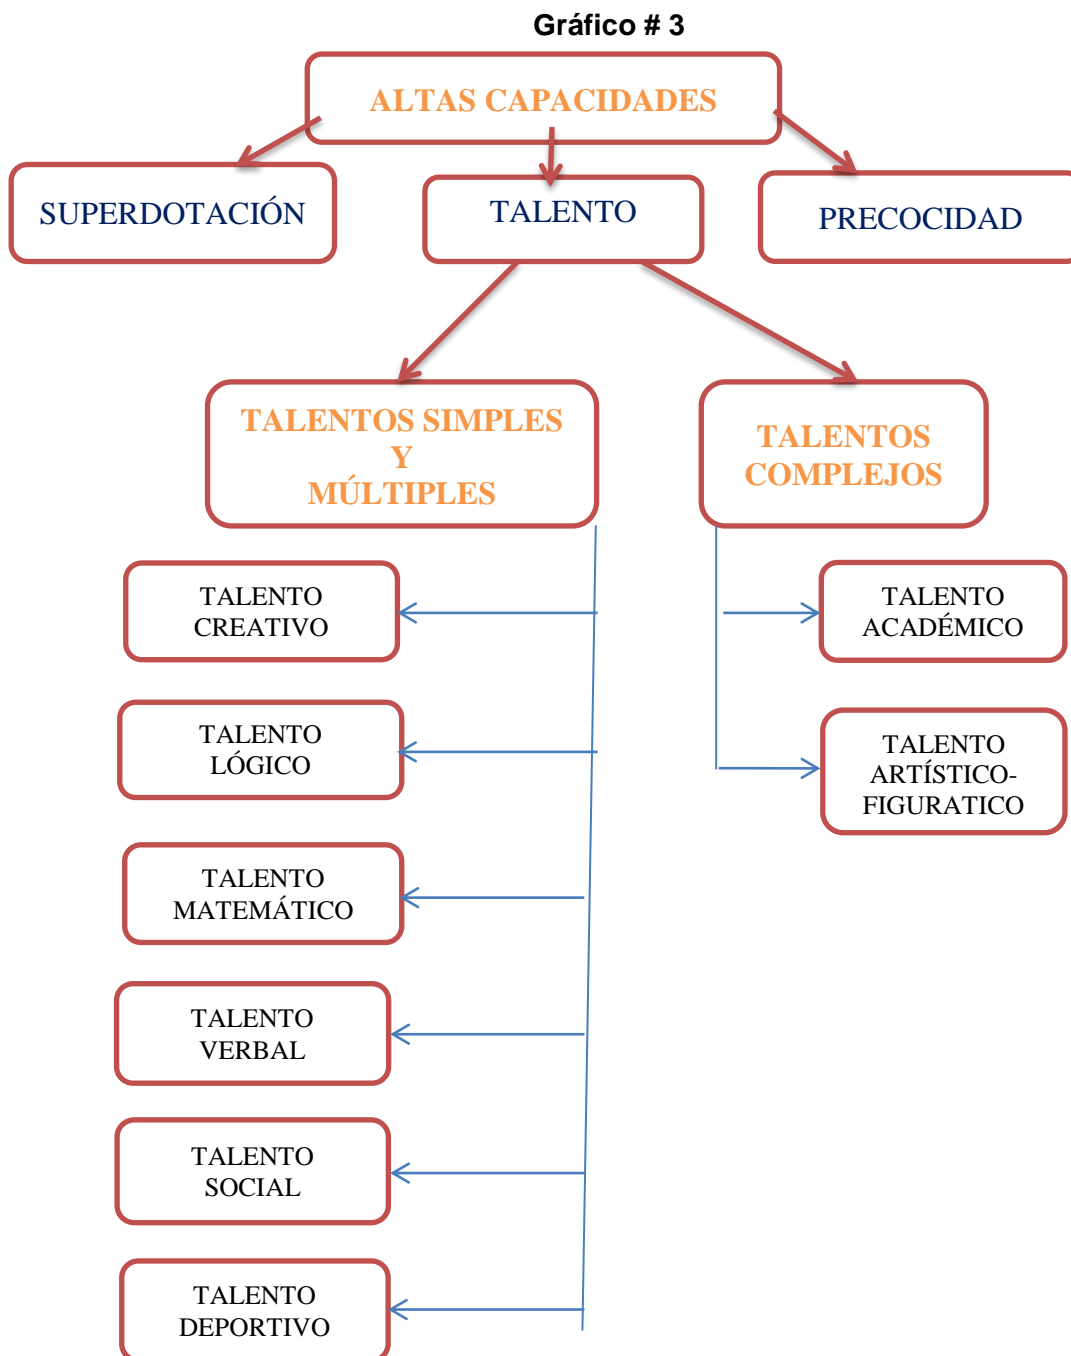 Gráfico # 3
ALTAS CAPACIDADES
SUPERDOTACIÓN
TALENTO
PRECOCIDAD
TALENTOS SIMPLES
Y
MÚLTIPLES
TALENTOS
COMPLEJOS
TALENTO
CREATIVO
TALENTO
LÓGICO
TALENTO
MATEMÁTICO
TALENTO
VERBAL
TALENTO
SOCIAL
TALENTO
DEPORTIVO
TALENTO
ACADÉMICO
TALENTO
ARTÍSTICO-
FIGURATICO